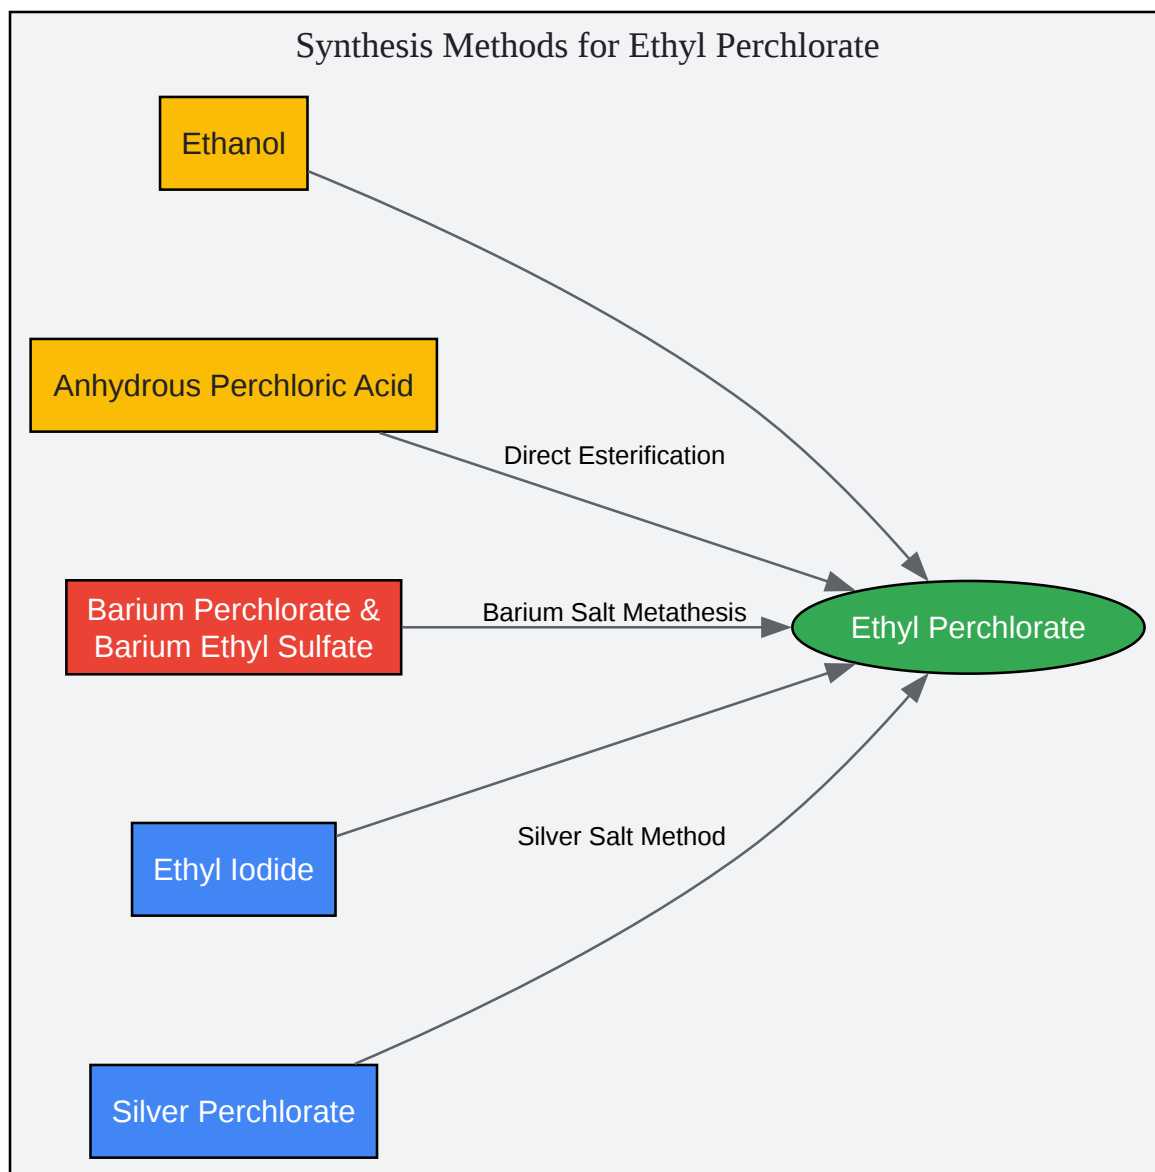 Synthesis Methods for Ethyl Perchlorate
Ethanol
Anhydrous Perchloric Acid
Direct Esterification
Barium Perchlorate &
Barium Ethyl Sulfate
Barium Salt Metathesis
Ethyl Perchlorate
Ethyl Iodide
Silver Salt Method
Silver Perchlorate